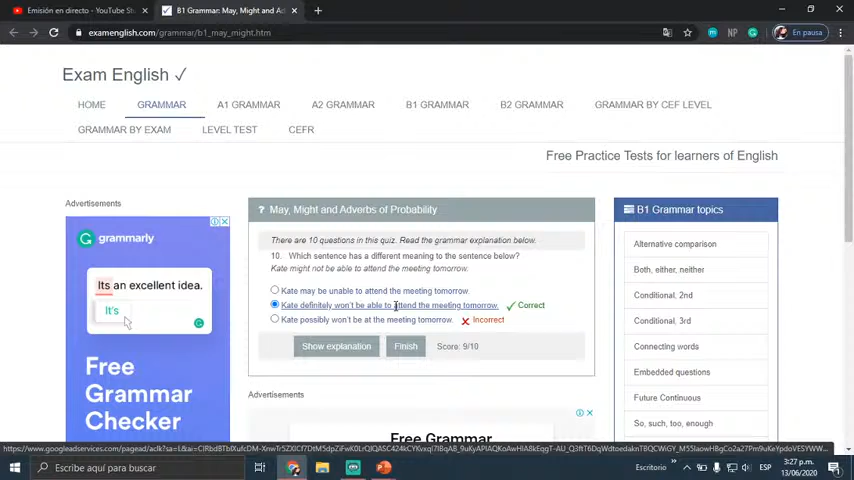 Emisión en directo - YouTube St
B1 Grammar: May, Might and Ad
examenglish.com/grammar/b1_may_might.htm
NP
En pausa
Exam English ✓
HOME
GRAMMAR
A1 GRAMMAR
A2 GRAMMAR
B1 GRAMMAR
B2 GRAMMAR
GRAMMAR BY CEF LEVEL
GRAMMAR BY EXAM
LEVEL TEST
CEFR
Free Practice Tests for learners of English
Advertisements
grammarly
Its an excellent idea.
It's
Free
Grammar
Checker
? May, Might and Adverbs of Probability
There are 10 questions in this quiz. Read the grammar explanation below.
10. Which sentence has a different meaning to the sentence below?
Kate might not be able to attend the meeting tomorrow.
Kate may be unable to attend the meeting tomorrow.
Kate definitely won't be able to attend the meeting tomorrow. ✓ Correct
Kate possibly won't be at the meeting tomorrow. ✗ Incorrect
Show explanation
Finish
Score: 9/10
Advertisements
Free Grammar
B1 Grammar topics
Alternative comparison
Both, either, neither
Conditional, 2nd
Conditional, 3rd
Connecting words
Embedded questions
Future Continuous
So, such, too, enough
Escribe aquí para buscar
Escritorio
ESP
3:27 p.m.
13/06/2020